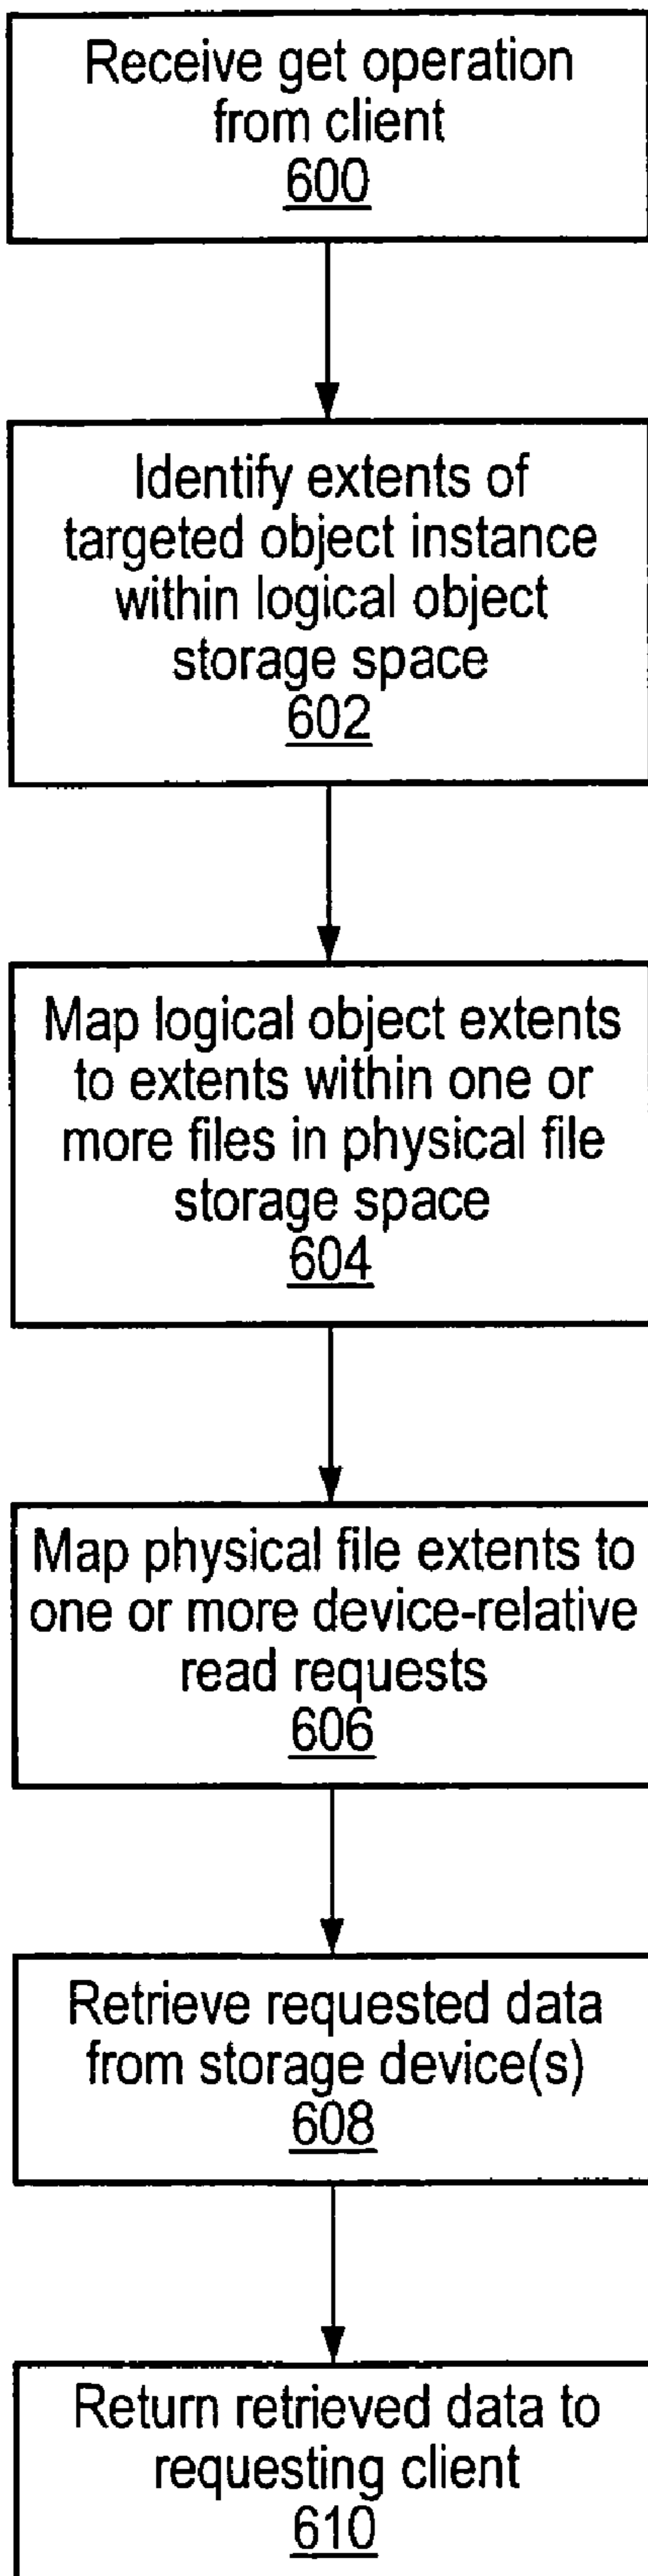 Receive get operation
from client
600
Identify extents of
targeted object instance
within logical object
storage space
602
Map logical object extents
to extents within one or
more files in physical file
storage space
604
Map physical file extents to
one or more device-relative
read requests
606
Retrieve requested data
from storage device(s)
608
Return retrieved data to
requesting client
610